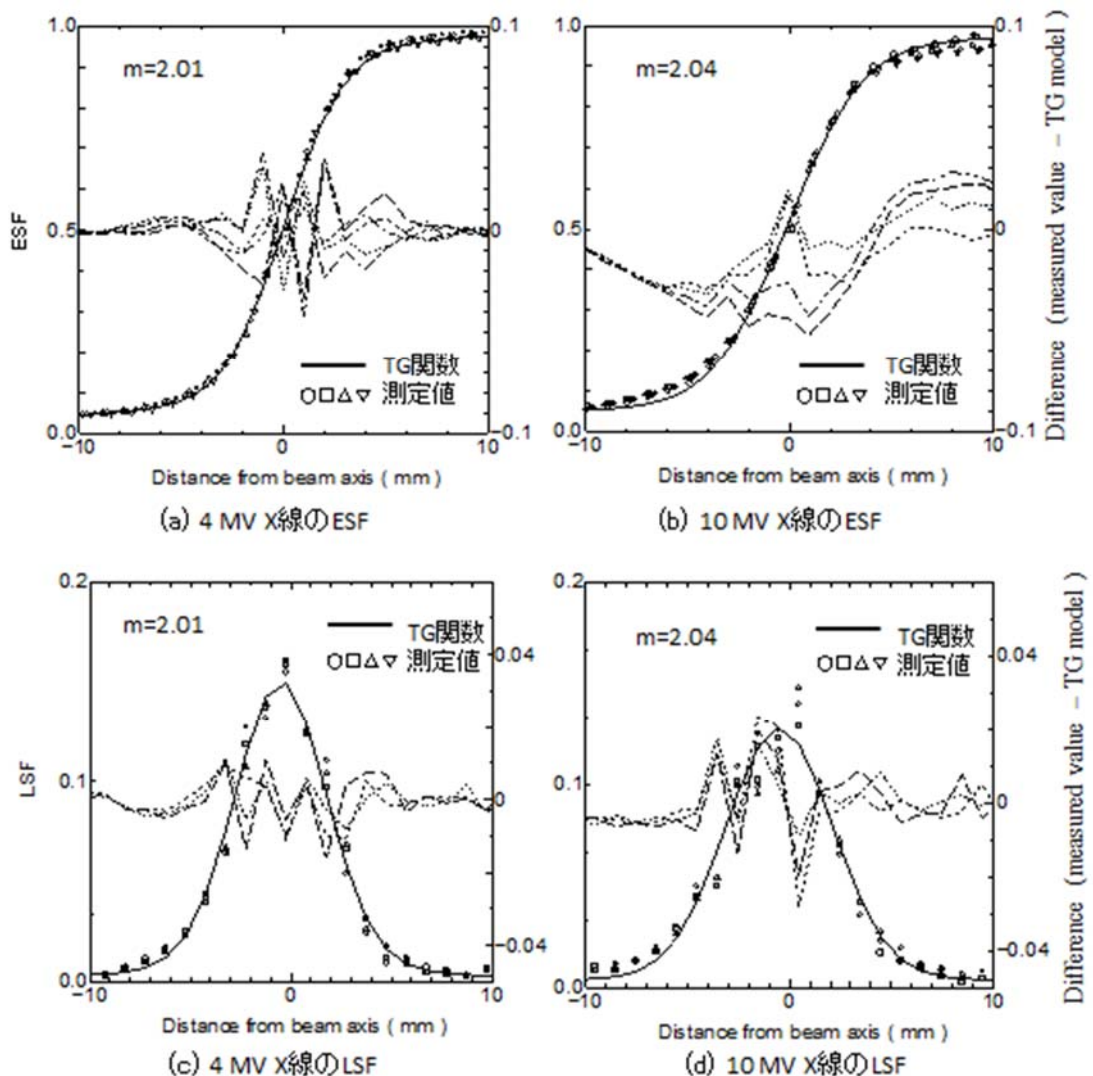 1.0
0.1
1.0
0.1
m=2.01
m=2.04
ESF
0.5
0
0.5
0
Difference (measured value – TG model)
TG関数
○□△▽ 測定値
TG関数
○□△▽ 測定値
0.0
−0.1
0.0
−0.1
−10
0
10
−10
0
10
Distance from beam axis ( mm )
Distance from beam axis ( mm )
(a) 4 MV X線のESF
(b) 10 MV X線のESF
0.2
0.2
m=2.01
TG関数
○□△▽ 測定値
m=2.04
TG関数
○□△▽ 測定値
0.04
0.04
LSF
0.1
0
0.1
0
Difference (measured value – TG model)
−0.04
−0.04
0.0
0.0
−10
0
10
−10
0
10
Distance from beam axis ( mm )
Distance from beam axis ( mm )
(c) 4 MV X線のLSF
(d) 10 MV X線のLSF